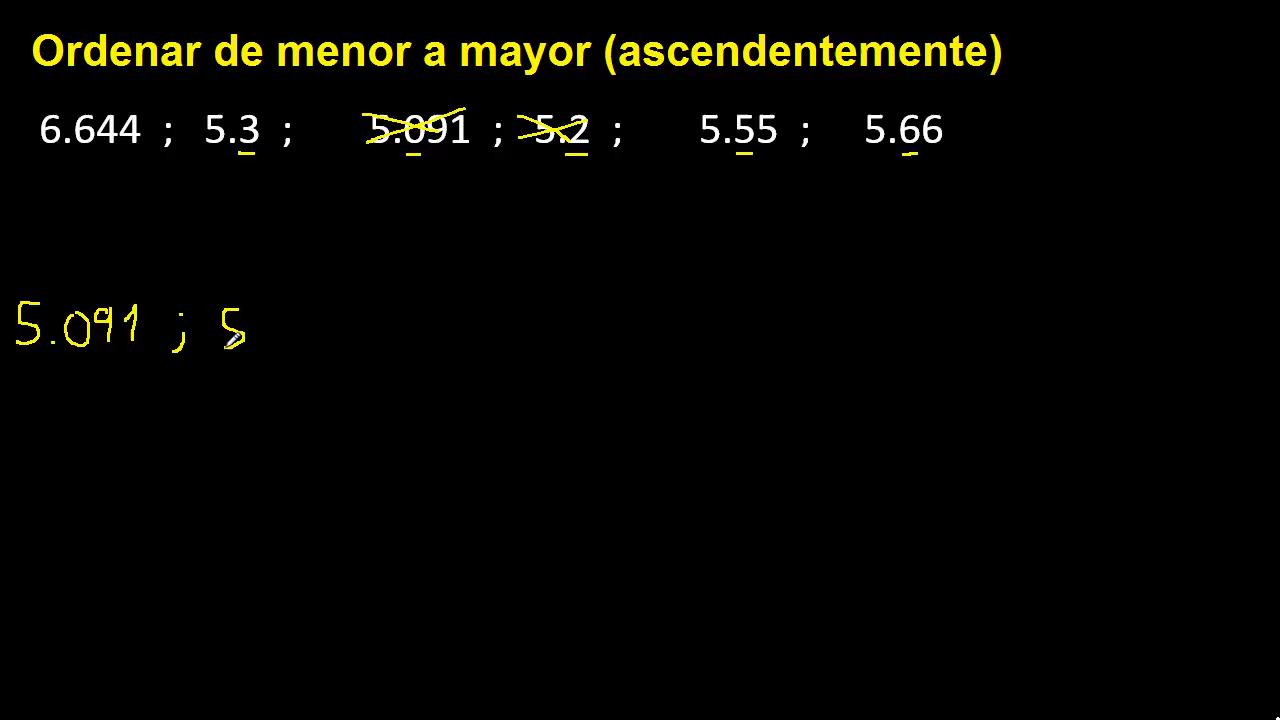 Ordenar de menor a mayor (ascendentemente)
6.644 ; 5.3 ; 5.091 ; 5.2 ; 5.55 ; 5.66
5.091 ; 5